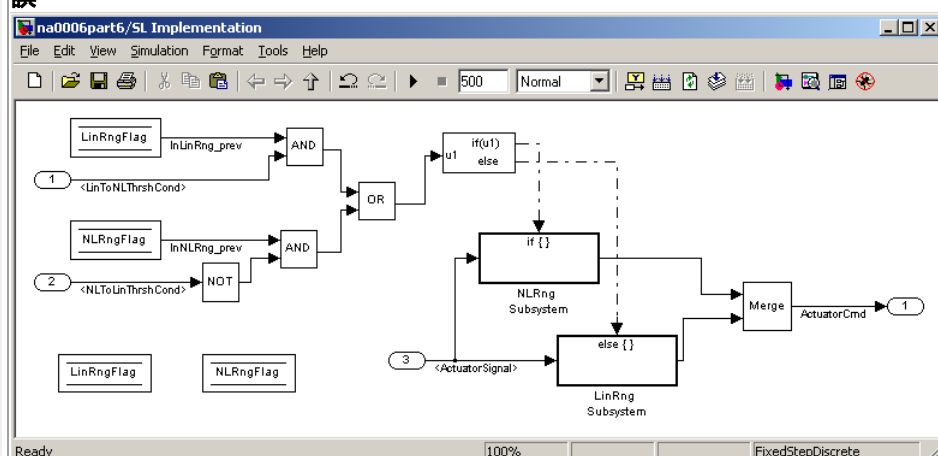 誤
na0006part6/SL Implementation
File Edit View Simulation Format Tools Help
500 Normal
LinRngFlag
InLinRng_prev
AND
1
<LinToNLThrshCond>
OR
u1 if(u1)
else
NLRngFlag
InNLRng_prev
AND
2
<NLToLinThrshCond>
NOT
if { }
NLRng
Subsystem
Merge
ActuatorCmd
1
LinRngFlag
NLRngFlag
3
<ActuatorSignal>
else { }
LinRng
Subsystem
Ready 100% FixedStepDiscrete